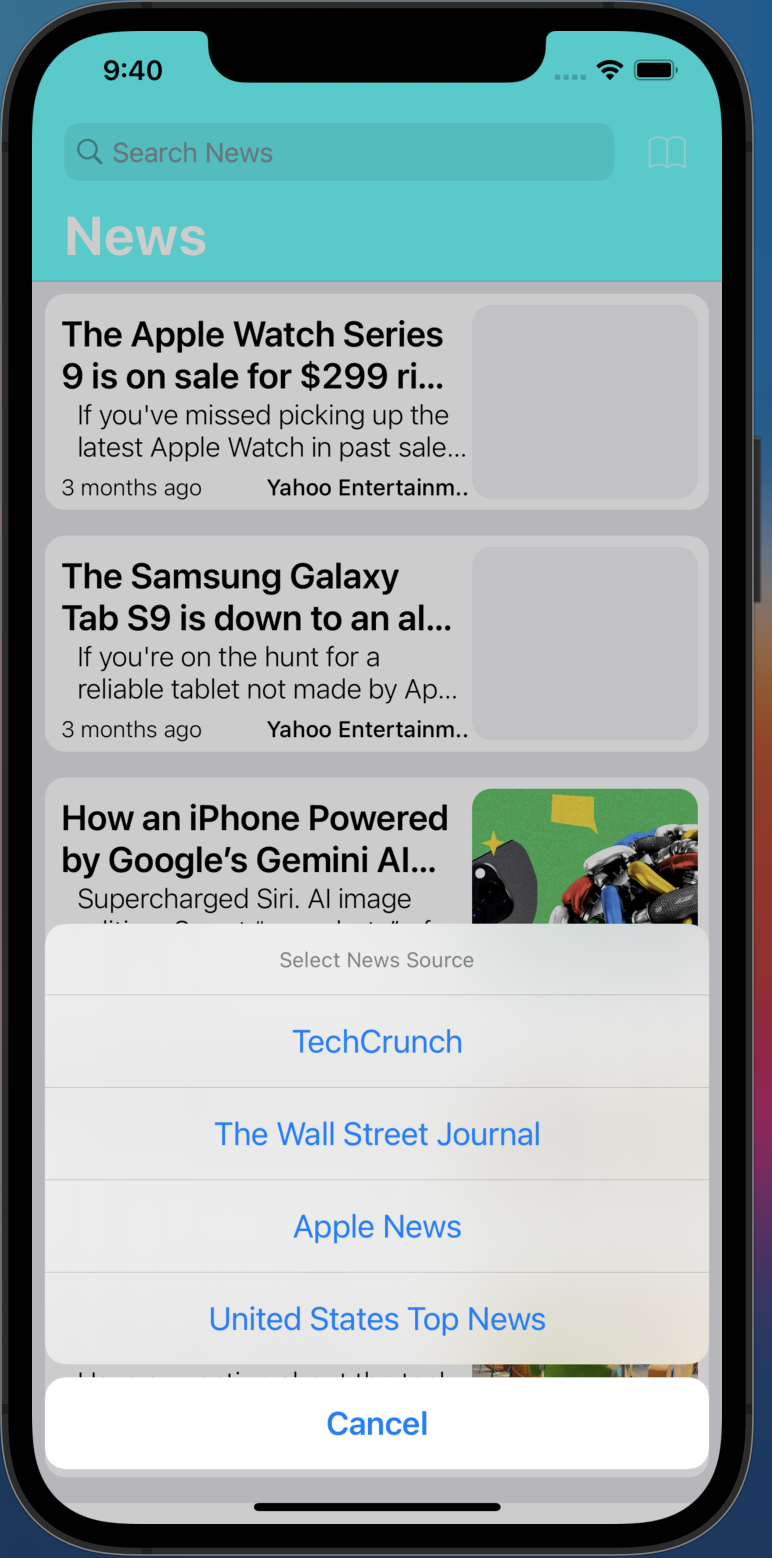 9:40
Search News
News
The Apple Watch Series
9 is on sale for $299 ri...
If you've missed picking up the
latest Apple Watch in past sale...
3 months ago Yahoo Entertainm..
The Samsung Galaxy
Tab S9 is down to an al...
If you're on the hunt for a
reliable tablet not made by Ap...
3 months ago Yahoo Entertainm..
How an iPhone Powered
by Google’s Gemini AI...
Supercharged Siri. AI image
Select News Source
TechCrunch
The Wall Street Journal
Apple News
United States Top News
Cancel